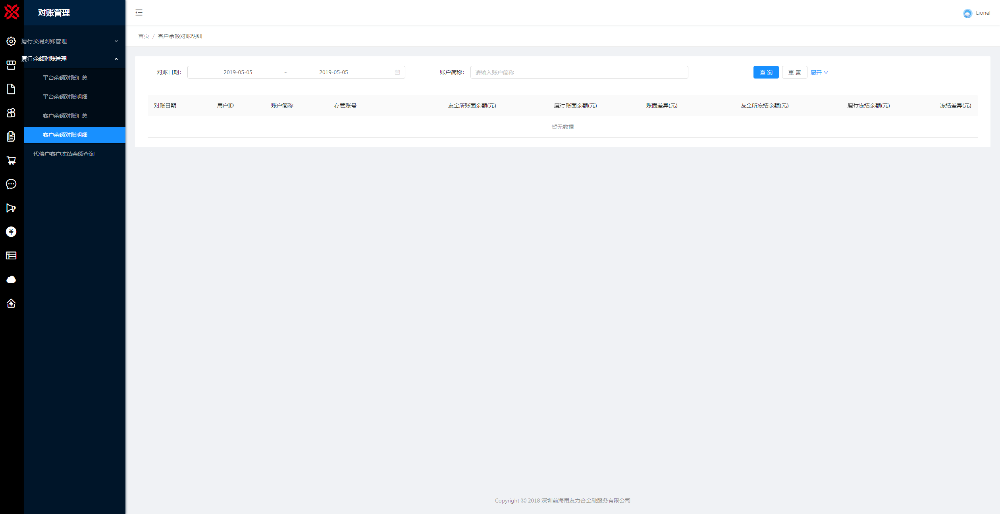 对账管理
Lionel
首页 / 客户余额对账明细
厦行交易对账管理
厦行余额对账管理
平台余额对账汇总
平台余额对账明细
客户余额对账汇总
客户余额对账明细
代偿户客户冻结余额查询
对账日期: 2019-05-05 ~ 2019-05-05 账户简称: 请输入账户简称 查 询 重 置 展开
对账日期 用户ID 账户简称 存管账号 友金所账面余额(元) 厦行账面余额(元) 账面差异(元) 友金所冻结余额(元) 厦行冻结余额(元) 冻结差异(元)
暂无数据
Copyright © 2018 深圳前海用友力合金融服务有限公司